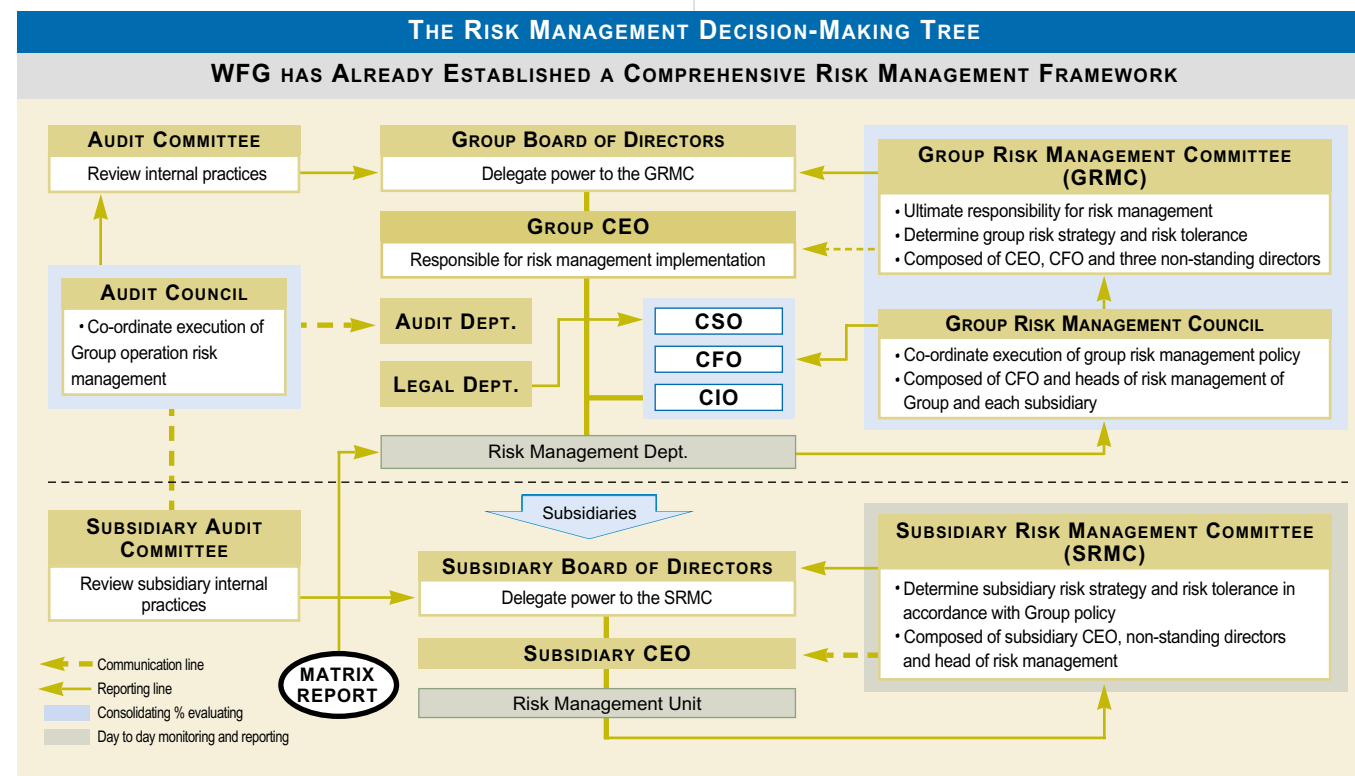 THE RISK MANAGEMENT DECISION-MAKING TREE
WFG HAS ALREADY ESTABLISHED A COMPREHENSIVE RISK MANAGEMENT FRAMEWORK
AUDIT COMMITTEE
Review internal practices
GROUP BOARD OF DIRECTORS
Delegate power to the GRMC
GROUP RISK MANAGEMENT COMMITTEE
(GRMC)
• Ultimate responsibility for risk management
• Determine group risk strategy and risk tolerance
• Composed of CEO, CFO and three non-standing directors
GROUP CEO
Responsible for risk management implementation
AUDIT COUNCIL
• Co-ordinate execution of
Group operation risk
management
AUDIT DEPT.
LEGAL DEPT.
CSO
CFO
CIO
GROUP RISK MANAGEMENT COUNCIL
• Co-ordinate execution of group risk management policy
• Composed of CFO and heads of risk management of
Group and each subsidiary
Risk Management Dept.
Subsidiaries
SUBSIDIARY AUDIT
COMMITTEE
Review subsidiary internal
practices
SUBSIDIARY BOARD OF DIRECTORS
Delegate power to the SRMC
SUBSIDIARY RISK MANAGEMENT COMMITTEE
(SRMC)
• Determine subsidiary risk strategy and risk tolerance in
accordance with Group policy
• Composed of subsidiary CEO, non-standing directors
and head of risk management
SUBSIDIARY CEO
Risk Management Unit
MATRIX
REPORT
Communication line
Reporting line
Consolidating % evaluating
Day to day monitoring and reporting